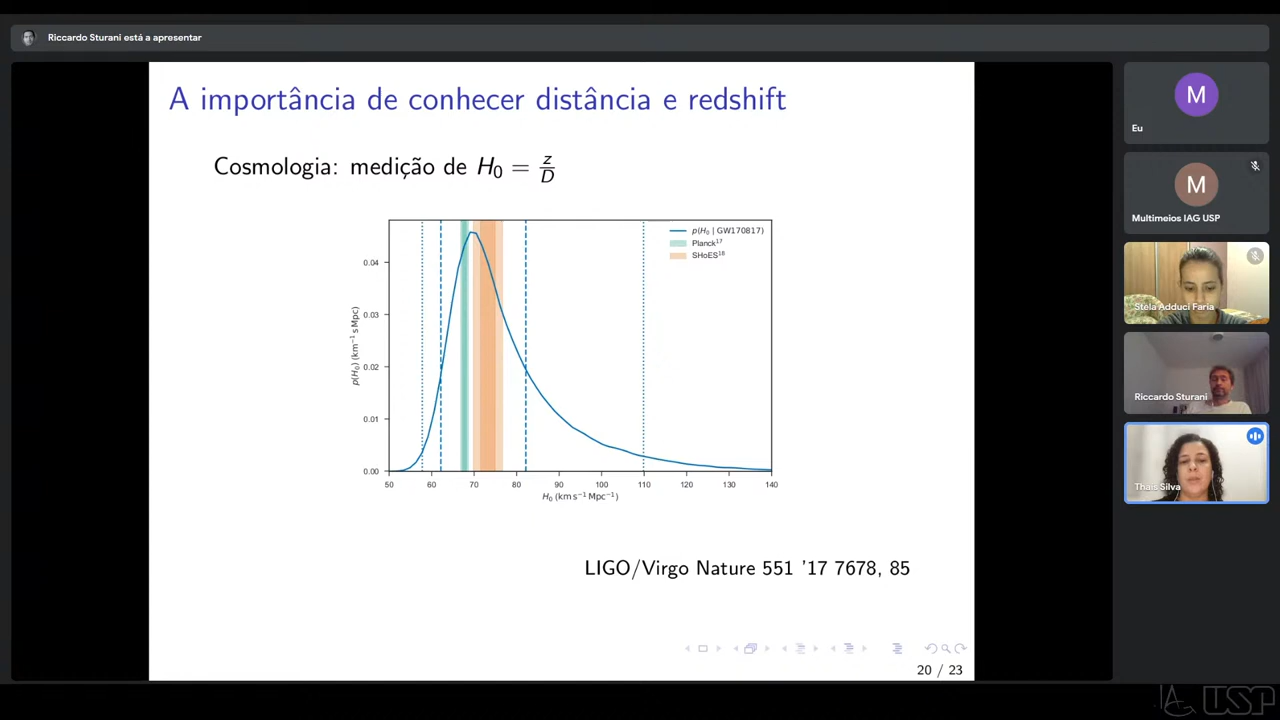 Riccardo Sturani está a apresentar
A importância de conhecer distância e redshift
Cosmologia: medição de H₀ = z/D
p(H₀ | GW170817)
Planck¹⁷
SHoES¹⁸
p(H₀) (km⁻¹ s Mpc)
0.04
0.03
0.02
0.01
0.00
50 60 70 80 90 100 110 120 130 140
H₀ (km s⁻¹ Mpc⁻¹)
LIGO/Virgo Nature 551 '17 7678, 85
20 / 23
M
Eu
M
Multimeios IAG USP
Stela Adduci Faria
Riccardo Sturani
Thais Silva
USP